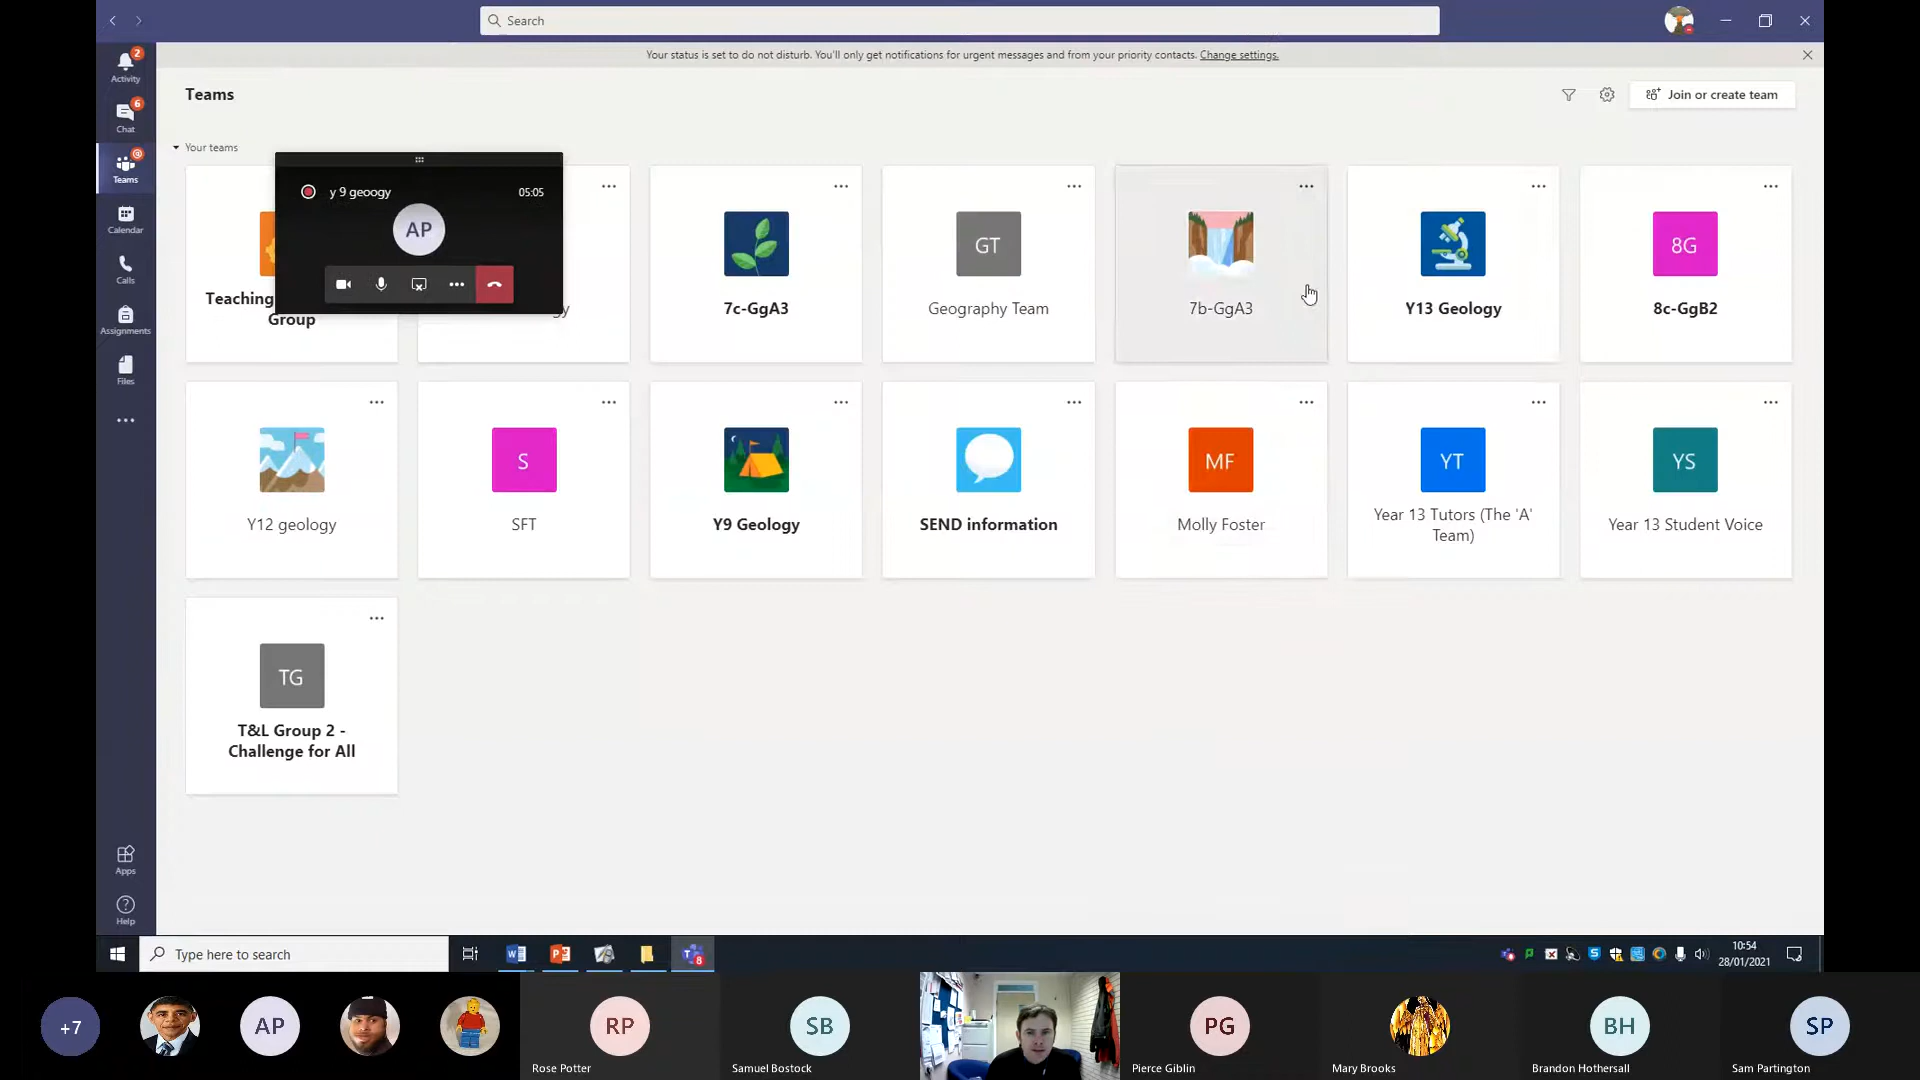 Search
Your status is set to do not disturb. You'll only get notifications for urgent messages and from your priority contacts. Change settings.
2
Activity
6
Chat
Teams
Calendar
Calls
Assignments
Files
Apps
Help
Teams
Join or create team
Your teams
y 9 geoogy
05:05
AP
Teaching
Group
gy
7c-GgA3
GT
Geography Team
7b-GgA3
Y13 Geology
8G
8c-GgB2
Y12 geology
S
SFT
Y9 Geology
SEND information
MF
Molly Foster
YT
Year 13 Tutors (The 'A'
Team)
YS
Year 13 Student Voice
TG
T&L Group 2 -
Challenge for All
Type here to search
8
10:54
28/01/2021
+7
AP
RP
Rose Potter
SB
Samuel Bostock
PG
Pierce Giblin
Mary Brooks
BH
Brandon Hothersall
SP
Sam Partington